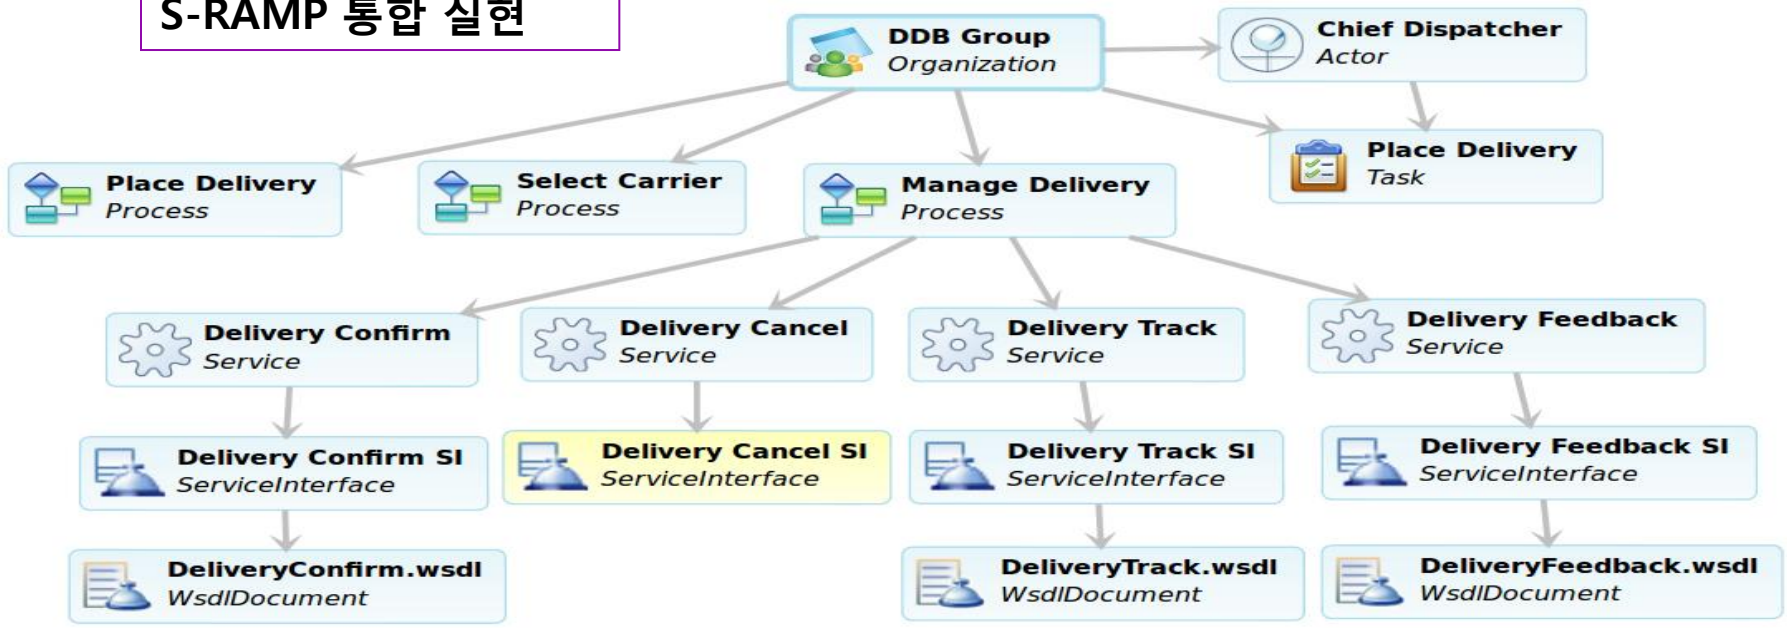 S-RAMP 통합 실현
DDB Group
Organization
Chief Dispatcher
Actor
Place Delivery
Process
Select Carrier
Process
Manage Delivery
Process
Place Delivery
Task
Delivery Confirm
Service
Delivery Cancel
Service
Delivery Track
Service
Delivery Feedback
Service
Delivery Confirm SI
ServiceInterface
Delivery Cancel SI
ServiceInterface
Delivery Track SI
ServiceInterface
Delivery Feedback SI
ServiceInterface
DeliveryConfirm.wsdl
WsdlDocument
DeliveryTrack.wsdl
WsdlDocument
DeliveryFeedback.wsdl
WsdlDocument